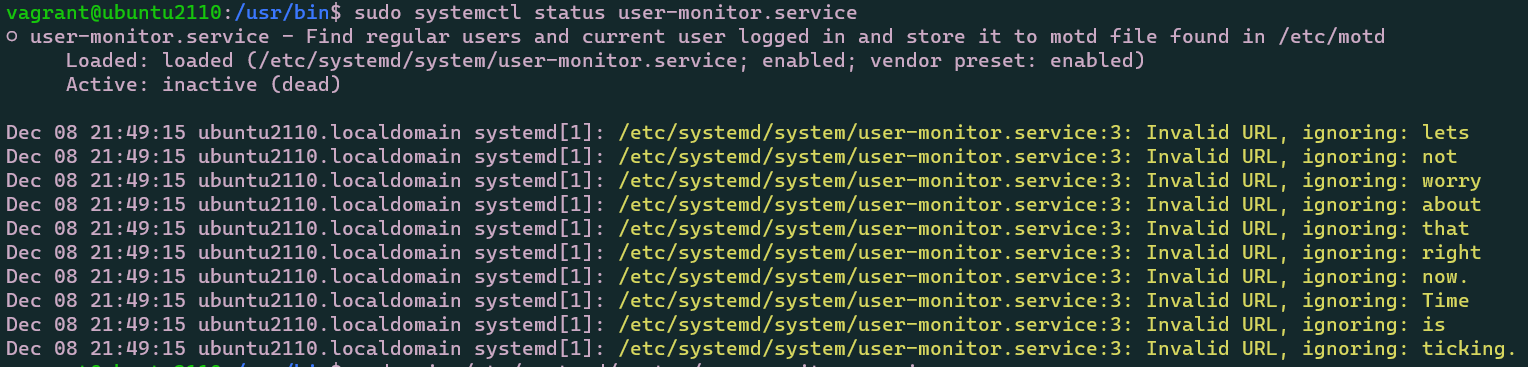 vagrant@ubuntu2110:/usr/bin$ sudo systemctl status user-monitor.service
○ user-monitor.service - Find regular users and current user logged in and store it to motd file found in /etc/motd
     Loaded: loaded (/etc/systemd/system/user-monitor.service; enabled; vendor preset: enabled)
     Active: inactive (dead)

Dec 08 21:49:15 ubuntu2110.localdomain systemd[1]: /etc/systemd/system/user-monitor.service:3: Invalid URL, ignoring: lets
Dec 08 21:49:15 ubuntu2110.localdomain systemd[1]: /etc/systemd/system/user-monitor.service:3: Invalid URL, ignoring: not
Dec 08 21:49:15 ubuntu2110.localdomain systemd[1]: /etc/systemd/system/user-monitor.service:3: Invalid URL, ignoring: worry
Dec 08 21:49:15 ubuntu2110.localdomain systemd[1]: /etc/systemd/system/user-monitor.service:3: Invalid URL, ignoring: about
Dec 08 21:49:15 ubuntu2110.localdomain systemd[1]: /etc/systemd/system/user-monitor.service:3: Invalid URL, ignoring: that
Dec 08 21:49:15 ubuntu2110.localdomain systemd[1]: /etc/systemd/system/user-monitor.service:3: Invalid URL, ignoring: right
Dec 08 21:49:15 ubuntu2110.localdomain systemd[1]: /etc/systemd/system/user-monitor.service:3: Invalid URL, ignoring: now.
Dec 08 21:49:15 ubuntu2110.localdomain systemd[1]: /etc/systemd/system/user-monitor.service:3: Invalid URL, ignoring: Time
Dec 08 21:49:15 ubuntu2110.localdomain systemd[1]: /etc/systemd/system/user-monitor.service:3: Invalid URL, ignoring: is
Dec 08 21:49:15 ubuntu2110.localdomain systemd[1]: /etc/systemd/system/user-monitor.service:3: Invalid URL, ignoring: ticking.